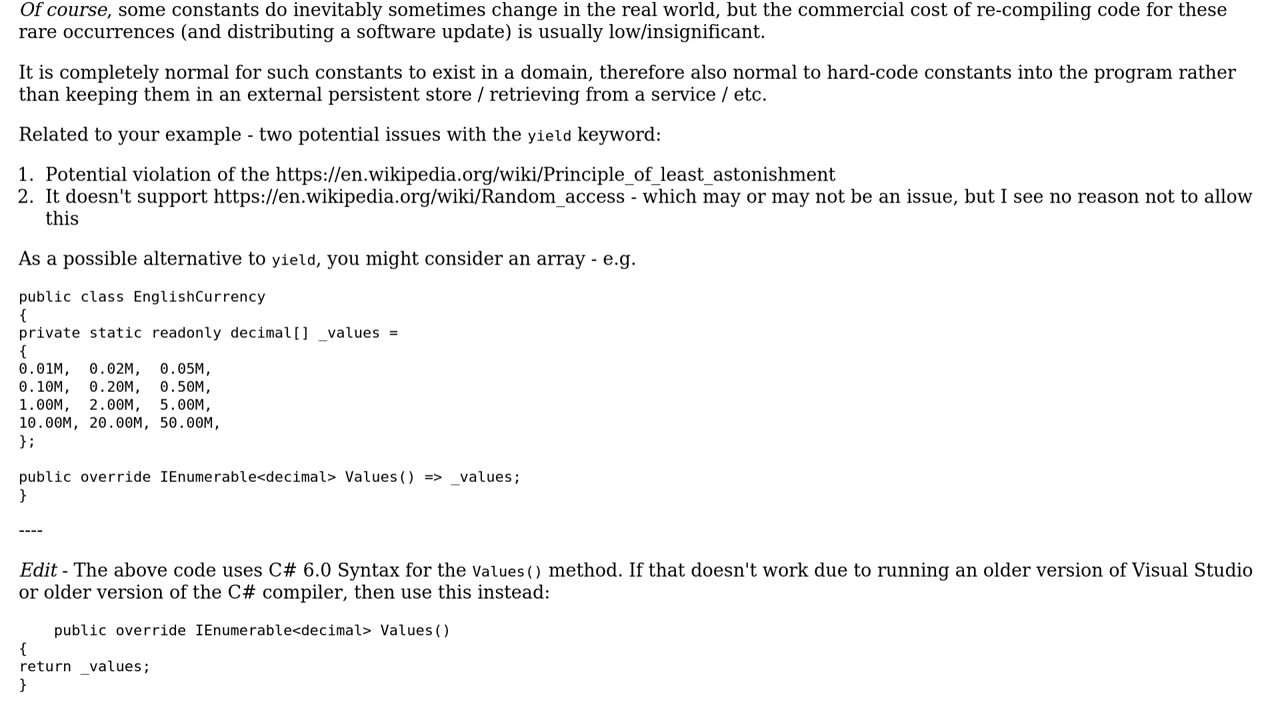 Of course, some constants do inevitably sometimes change in the real world, but the commercial cost of re-compiling code for these
rare occurrences (and distributing a software update) is usually low/insignificant.
It is completely normal for such constants to exist in a domain, therefore also normal to hard-code constants into the program rather
than keeping them in an external persistent store / retrieving from a service / etc.
Related to your example - two potential issues with the yield keyword:
1. Potential violation of the https://en.wikipedia.org/wiki/Principle_of_least_astonishment
2. It doesn't support https://en.wikipedia.org/wiki/Random_access - which may or may not be an issue, but I see no reason not to allow
this
As a possible alternative to yield, you might consider an array - e.g.
public class EnglishCurrency
{
private static readonly decimal[] _values =
{
0.01M,  0.02M,  0.05M,
0.10M,  0.20M,  0.50M,
1.00M,  2.00M,  5.00M,
10.00M, 20.00M, 50.00M,
};
public override IEnumerable<decimal> Values() => _values;
}
----
Edit - The above code uses C# 6.0 Syntax for the Values() method. If that doesn't work due to running an older version of Visual Studio
or older version of the C# compiler, then use this instead:
    public override IEnumerable<decimal> Values()
{
return _values;
}